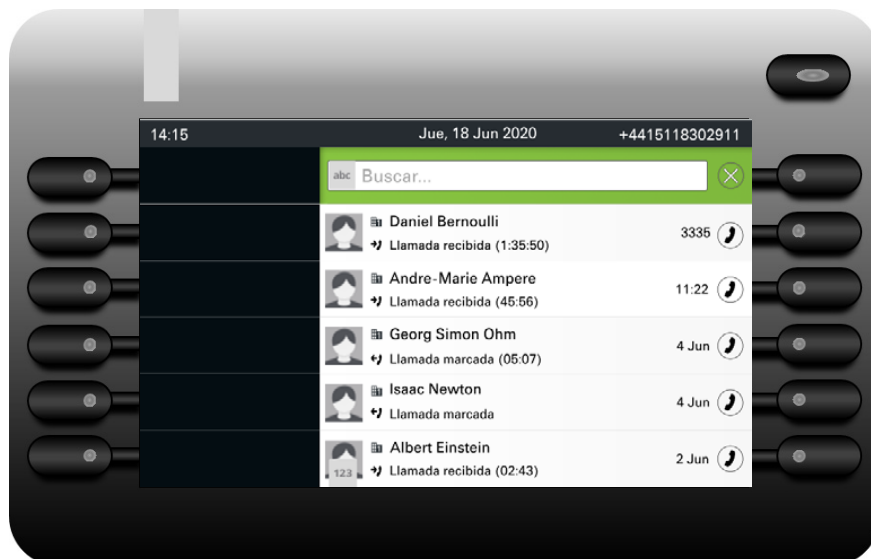 14:15 Jue, 18 Jun 2020 +4415118302911
abc Buscar...
Daniel Bernoulli
Llamada recibida (1:35:50) 3335
Andre-Marie Ampere
Llamada recibida (45:56) 11:22
Georg Simon Ohm
Llamada marcada (05:07) 4 Jun
Isaac Newton
Llamada marcada 4 Jun
Albert Einstein
123 Llamada recibida (02:43) 2 Jun